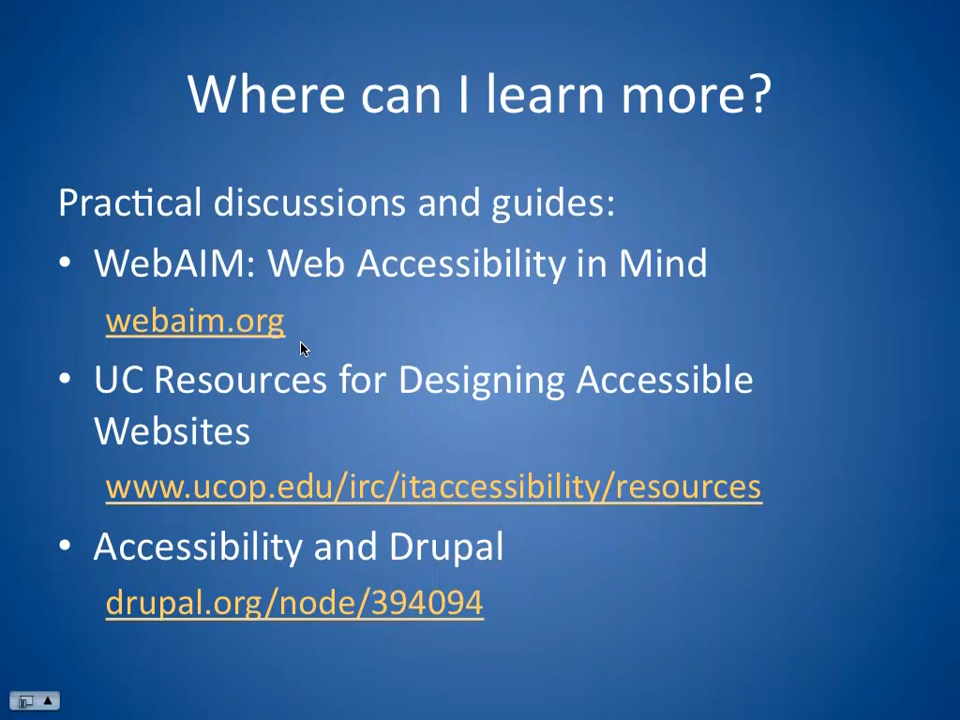 Where can I learn more?
Practical discussions and guides:
• WebAIM: Web Accessibility in Mind
webaim.org
• UC Resources for Designing Accessible
Websites
www.ucop.edu/irc/itaccessibility/resources
• Accessibility and Drupal
drupal.org/node/394094